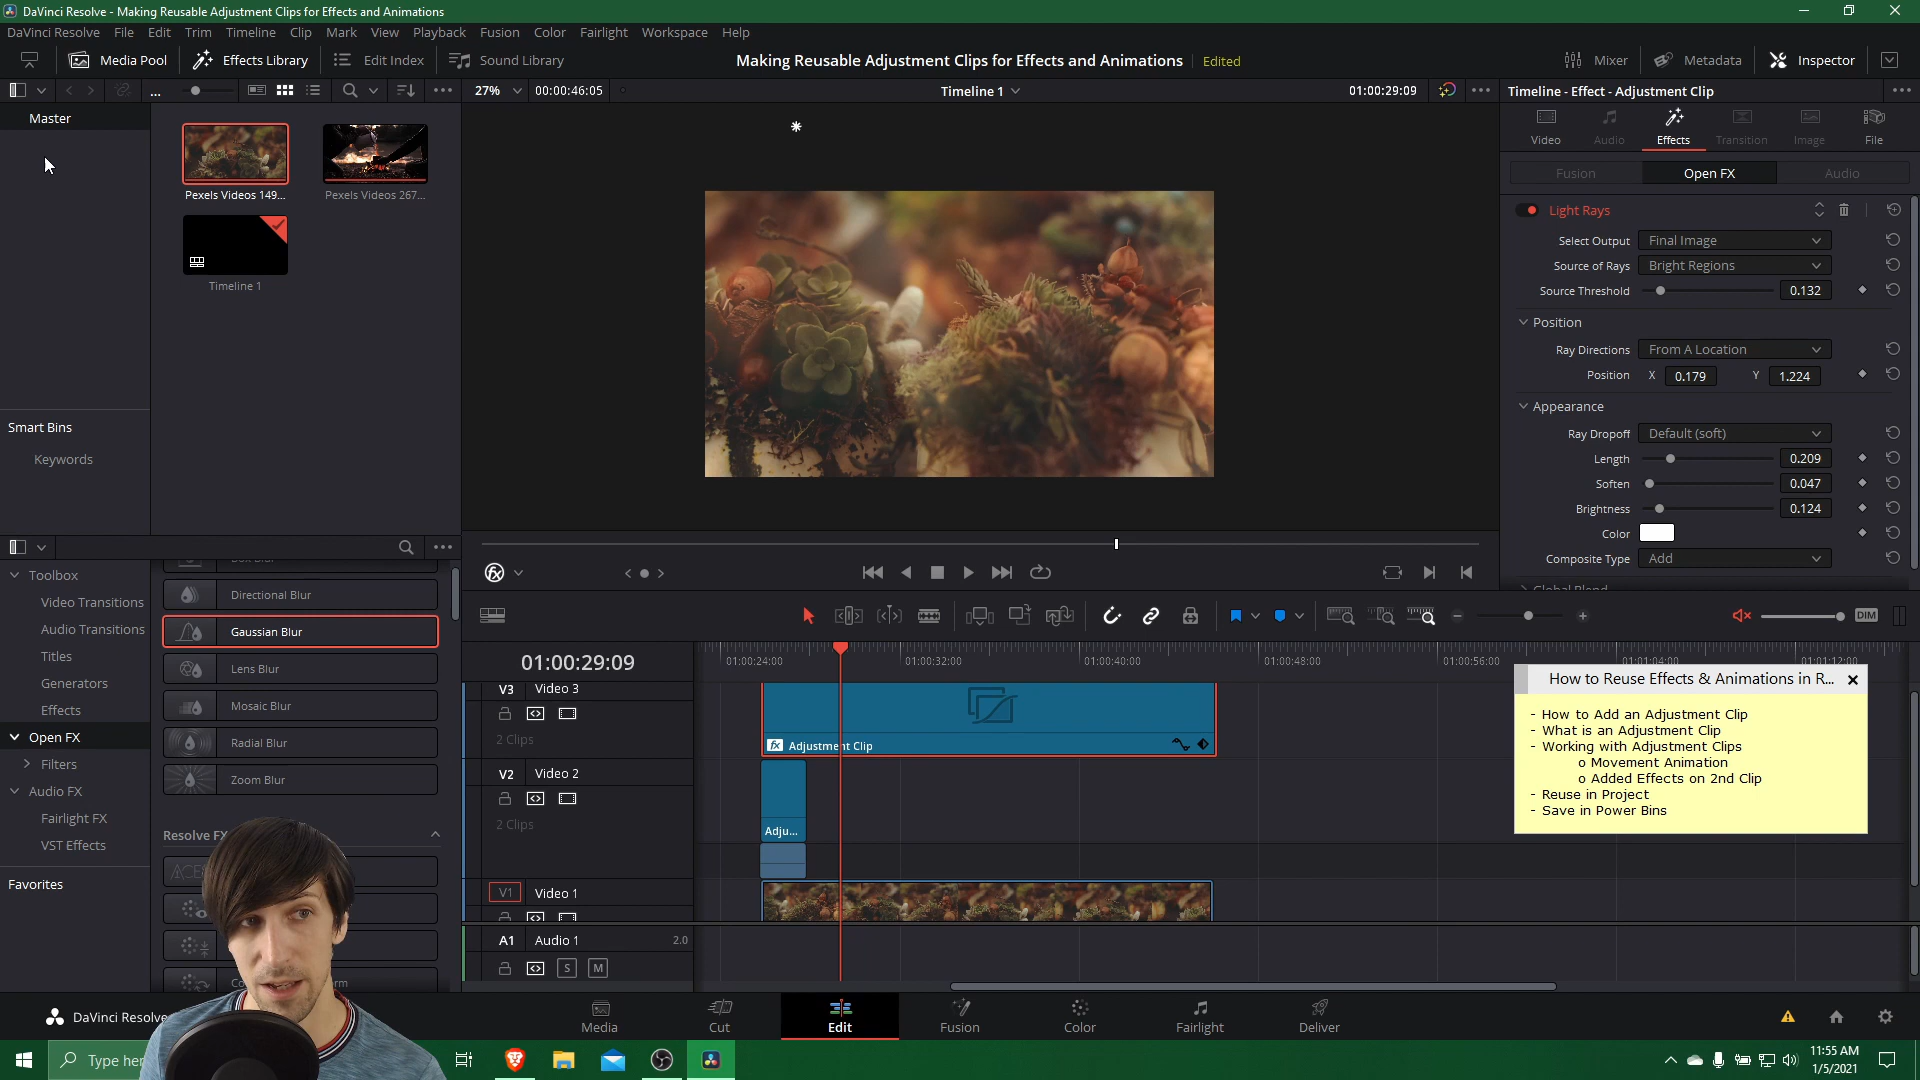 DaVinci Resolve - Making Reusable Adjustment Clips for Effects and Animations
DaVinci Resolve File Edit Trim Timeline Clip Mark View Playback Fusion Color Fairlight Workspace Help
Media Pool Effects Library Edit Index Sound Library Making Reusable Adjustment Clips for Effects and Animations Edited Mixer Metadata Inspector
... 27% 00:00:46:05 Timeline 1 01:00:29:09 Timeline - Effect - Adjustment Clip
Master
Video Audio Effects Transition Image File
Fusion Open FX Audio
Pexels Videos 149...
Pexels Videos 267...
Timeline 1
Light Rays
Select Output Final Image
Source of Rays Bright Regions
Source Threshold 0.132
Position
Ray Directions From A Location
Position X 0.179 Y 1.224
Appearance
Ray Dropoff Default (soft)
Length 0.209
Soften 0.047
Brightness 0.124
Color
Composite Type Add
Global Blend
Smart Bins
Keywords
Toolbox
Video Transitions
Audio Transitions
Titles
Generators
Effects
Open FX
Filters
Audio FX
Fairlight FX
VST Effects
Favorites
Box Blur
Directional Blur
Gaussian Blur
Lens Blur
Mosaic Blur
Radial Blur
Zoom Blur
Resolve FX
ACES
fx
DIM
01:00:29:09
01:00:24:00 01:00:32:00 01:00:40:00 01:00:48:00 01:00:56:00 01:01:04:00 01:01:12:00
V3 Video 3
2 Clips
fx Adjustment Clip
V2 Video 2
2 Clips
Adju...
V1 Video 1
A1 Audio 1 2.0
S M
How to Reuse Effects & Animations in R...
- How to Add an Adjustment Clip
- What is an Adjustment Clip
- Working with Adjustment Clips
o Movement Animation
o Added Effects on 2nd Clip
- Reuse in Project
- Save in Power Bins
DaVinci Resolve
Media Cut Edit Fusion Color Fairlight Deliver
Type her
11:55 AM
1/5/2021